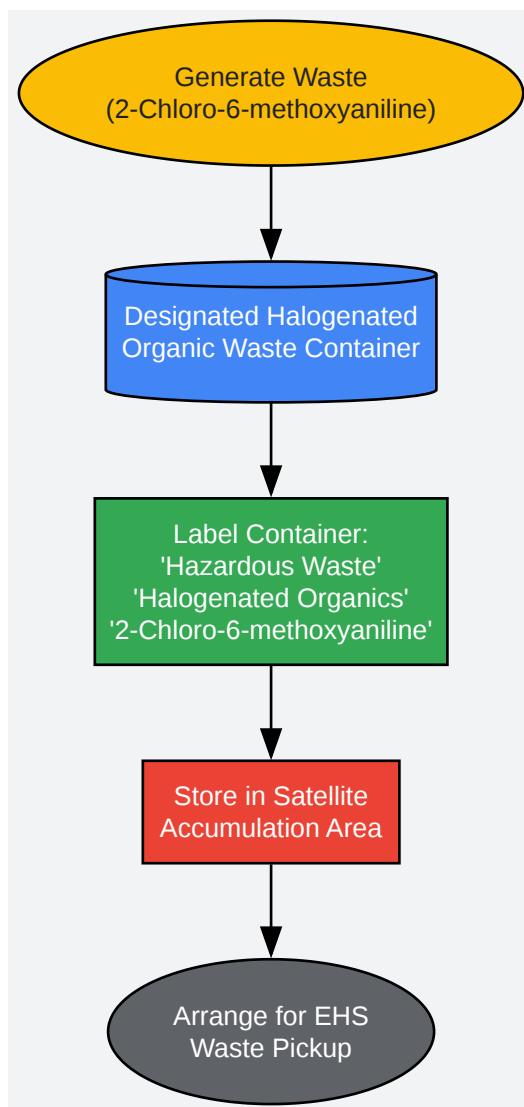 Generate Waste
(2-Chloro-6-methoxyaniline)
Designated Halogenated
Organic Waste Container
Label Container:
'Hazardous Waste'
'Halogenated Organics'
'2-Chloro-6-methoxyaniline'
Store in Satellite
Accumulation Area
Arrange for EHS
Waste Pickup